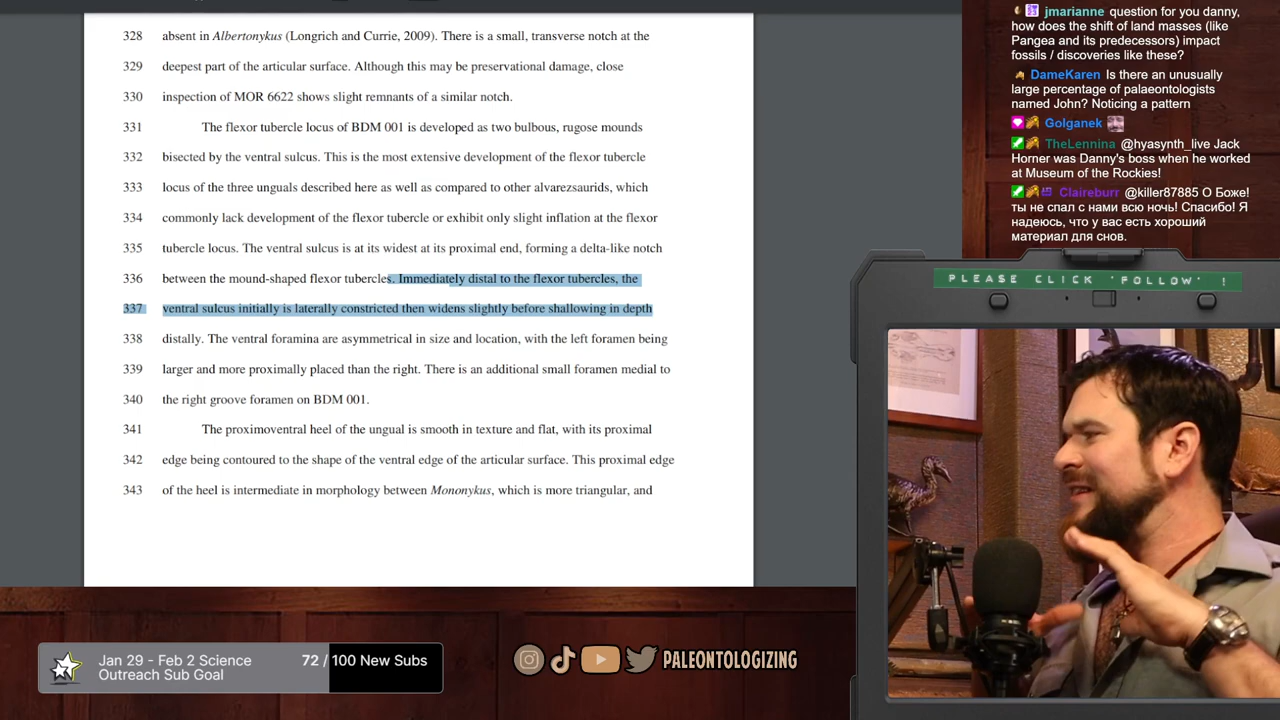 328 absent in Albertonykus (Longrich and Currie, 2009). There is a small, transverse notch at the
329 deepest part of the articular surface. Although this may be preservational damage, close
330 inspection of MOR 6622 shows slight remnants of a similar notch.
331 The flexor tubercle locus of BDM 001 is developed as two bulbous, rugose mounds
332 bisected by the ventral sulcus. This is the most extensive development of the flexor tubercle
333 locus of the three unguals described here as well as compared to other alvarezsaurids, which
334 commonly lack development of the flexor tubercle or exhibit only slight inflation at the flexor
335 tubercle locus. The ventral sulcus is at its widest at its proximal end, forming a delta-like notch
336 between the mound-shaped flexor tubercles. Immediately distal to the flexor tubercles, the
337 ventral sulcus initially is laterally constricted then widens slightly before shallowing in depth
338 distally. The ventral foramina are asymmetrical in size and location, with the left foramen being
339 larger and more proximally placed than the right. There is an additional small foramen medial to
340 the right groove foramen on BDM 001.
341 The proximoventral heel of the ungual is smooth in texture and flat, with its proximal
342 edge being contoured to the shape of the ventral edge of the articular surface. This proximal edge
343 of the heel is intermediate in morphology between Mononykus, which is more triangular, and
jmarianne question for you danny,
how does the shift of land masses (like
Pangea and its predecessors) impact
fossils / discoveries like these?
DameKaren Is there an unusually
large percentage of palaeontologists
named John? Noticing a pattern
Golganek
TheLennina @hyasynth_live Jack
Horner was Danny's boss when he worked
at Museum of the Rockies!
Claireburr @killer87885 О Боже!
ты не спал с нами всю ночь! Спасибо! Я
надеюсь, что у вас есть хороший
материал для снов.
PLEASE CLICK 'FOLLOW' !
Jan 29 - Feb 2 Science
Outreach Sub Goal
72 / 100 New Subs
PALEONTOLOGIZING